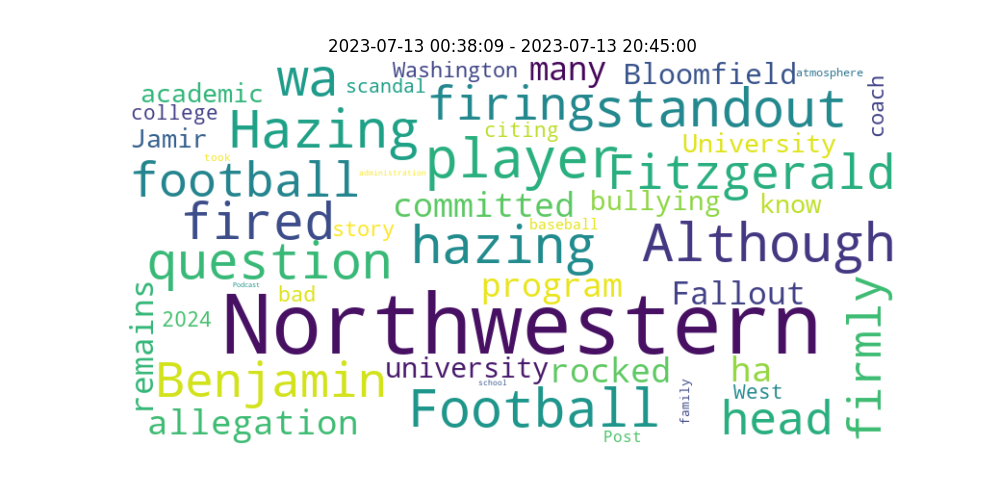 2023-07-13 00:38:09 - 2023-07-13 20:45:00
wa
Washington
many
Bloomfield
atmosphere
academic
scandal
firing
standout
coach
college
Hazing
citing
University
Jamir
player
Fitzgerald
took
football
administration
committed
bullying
know
fired
story
baseball
hazing
Although
question
program
Podcast
bad
Fallout
firmly
remains
2024
Northwestern
Benjamin
university
rocked
ha
school
West
family
Football
head
allegation
Post